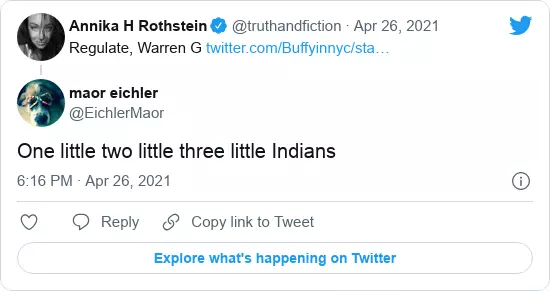 Annika H Rothstein @truthandfiction · Apr 26, 2021
Regulate, Warren G twitter.com/Buffyinnyc/sta…
maor eichler
@EichlerMaor
One little two little three little Indians
6:16 PM · Apr 26, 2021
Reply Copy link to Tweet
Explore what's happening on Twitter